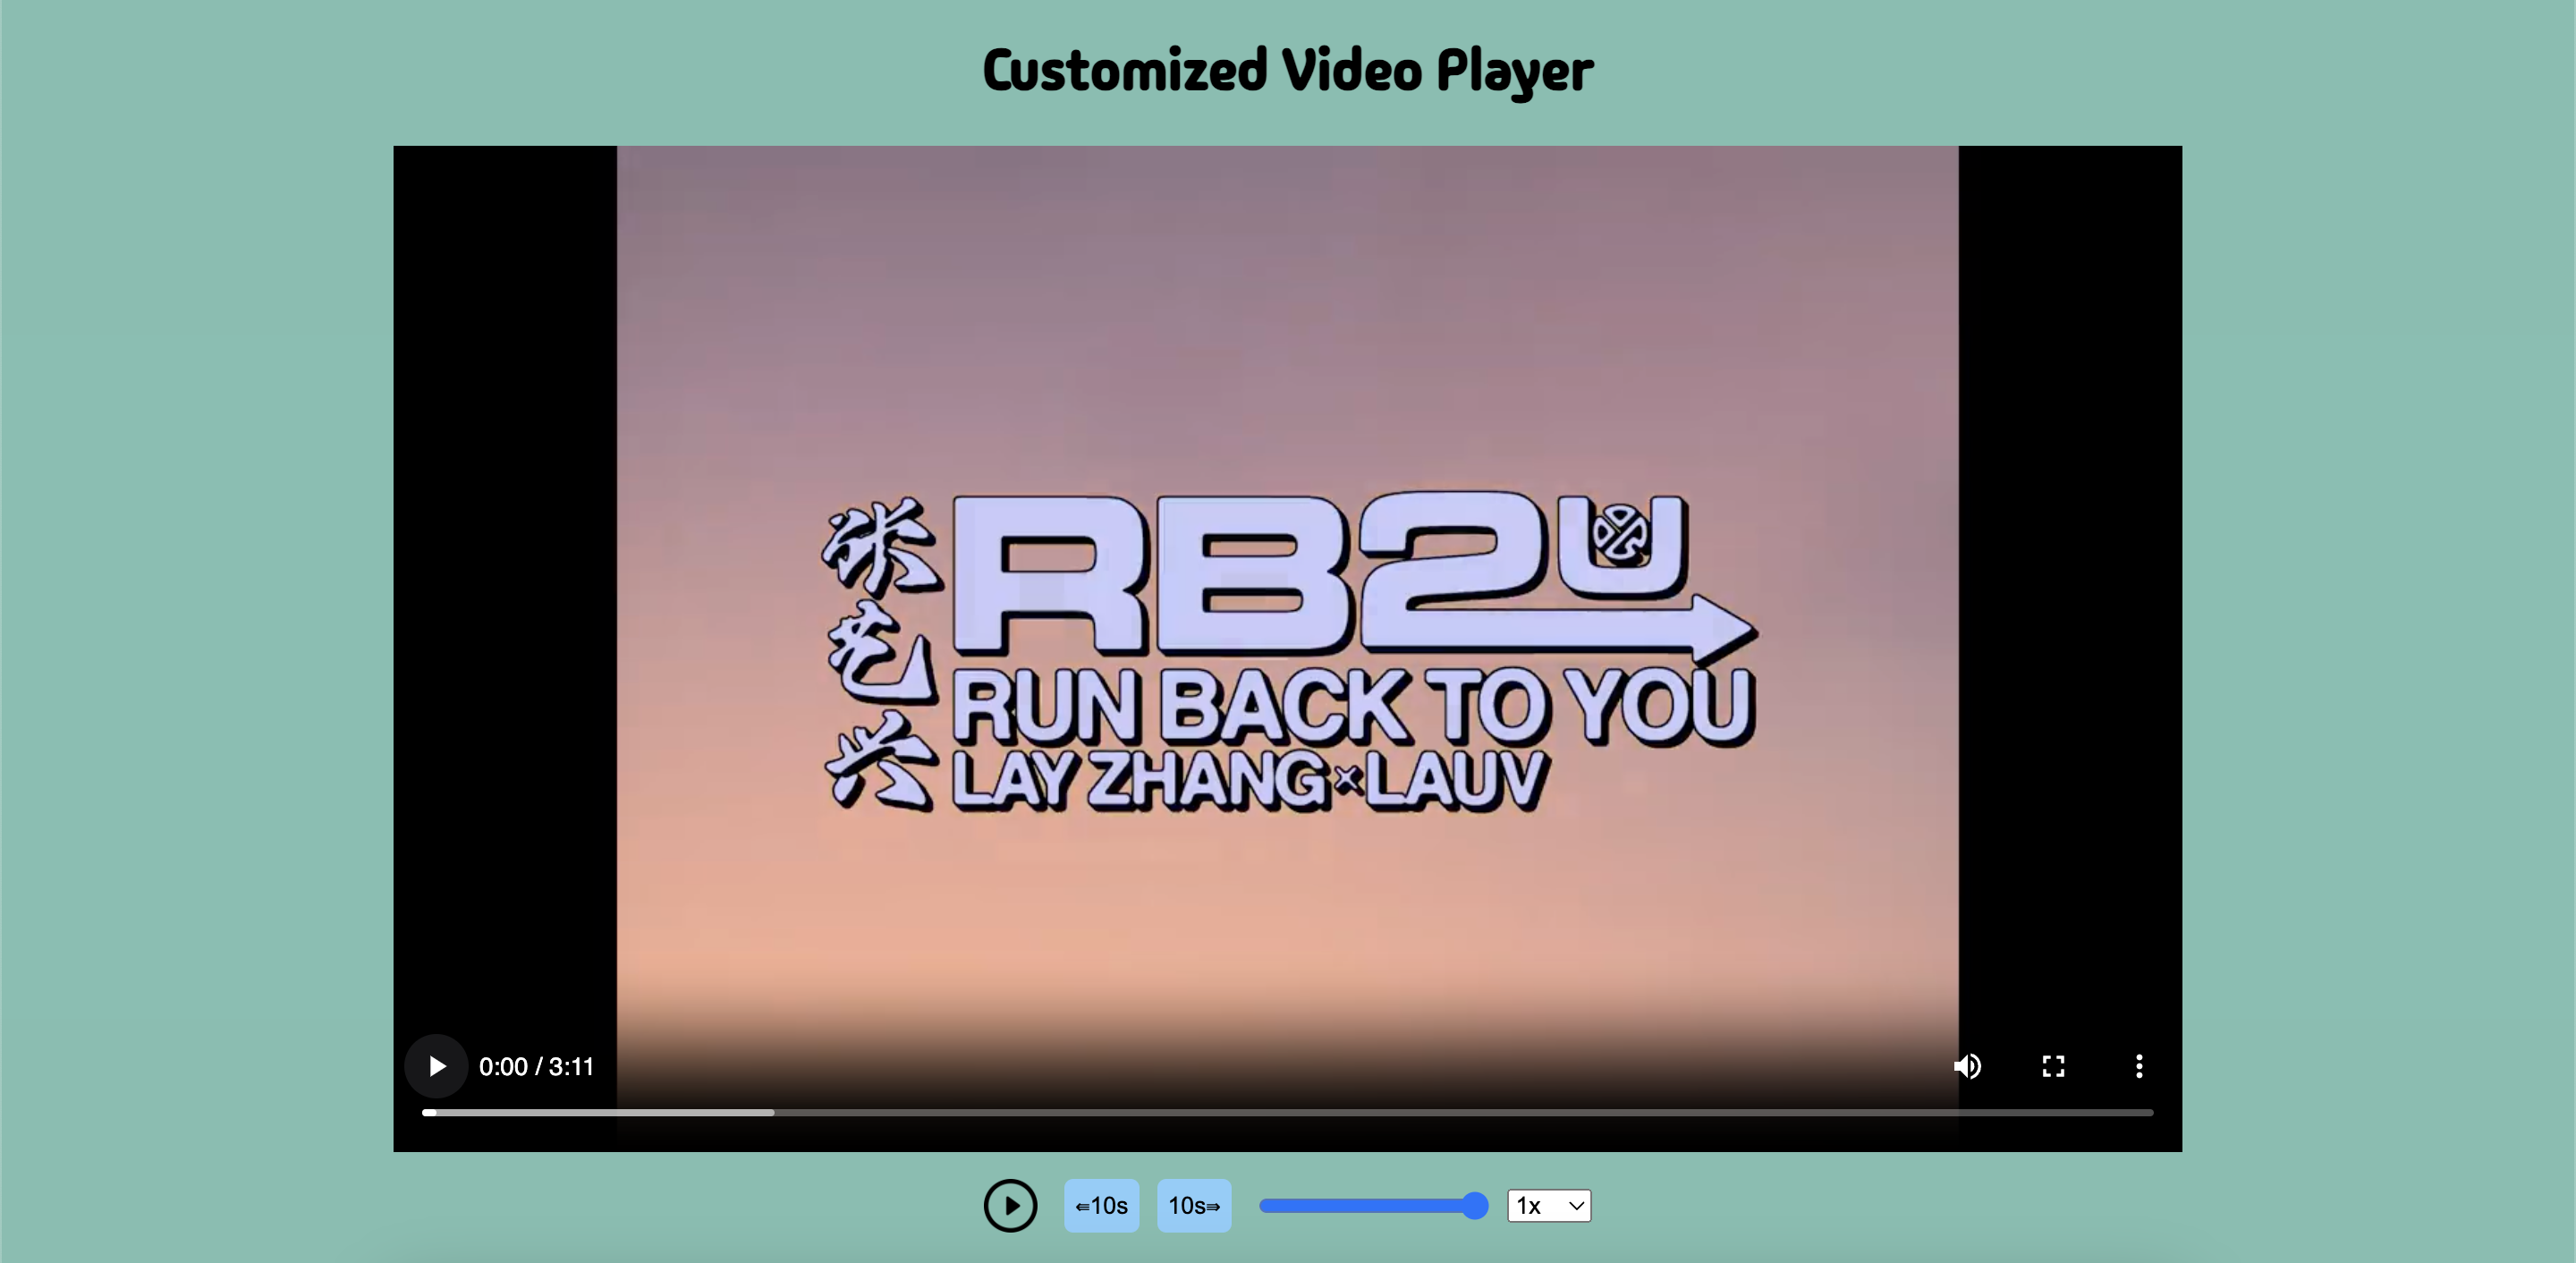 Customized Video Player
张艺兴
RB2U
RUN BACK TO YOU
LAY ZHANG×LAUV
0:00 / 3:11
⇚10s
10s⇛
1x